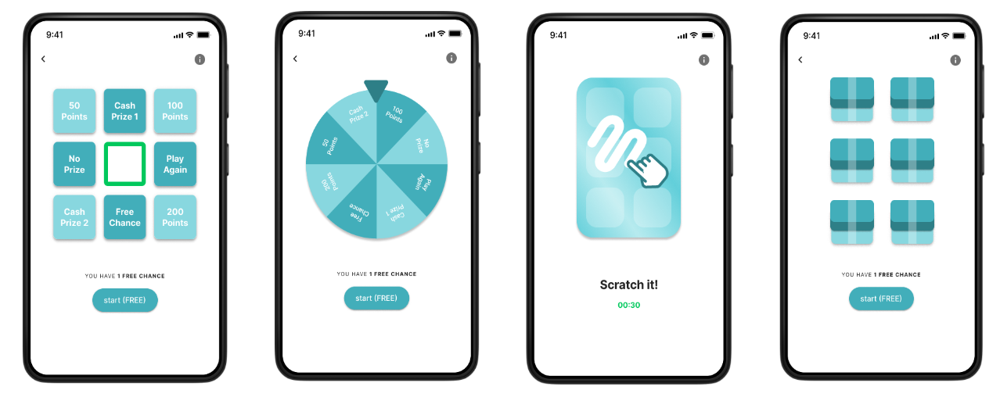 9:41
50
Points
Cash
Prize 1
100
Points
No
Prize
Play
Again
Cash
Prize 2
Free
Chance
200
Points
YOU HAVE 1 FREE CHANCE
start (FREE)
9:41
100
Points
No
Prize
Play
Again
Cash
Prize 1
Free
Chance
200
Points
50
Points
Cash
Prize 2
YOU HAVE 1 FREE CHANCE
start (FREE)
9:41
Scratch it!
00:30
9:41
YOU HAVE 1 FREE CHANCE
start (FREE)